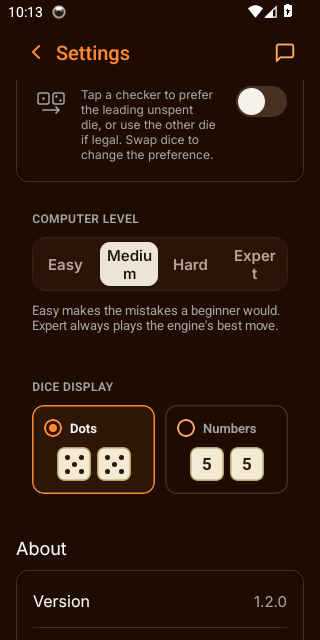 10:13
Settings
Tap a checker to prefer
the leading unspent
die, or use the other die
if legal. Swap dice to
change the preference.
COMPUTER LEVEL
Easy
Mediu
m
Hard
Exper
t
Easy makes the mistakes a beginner would.
Expert always plays the engine's best move.
DICE DISPLAY
Dots
Numbers
5 5
About
Version
1.2.0